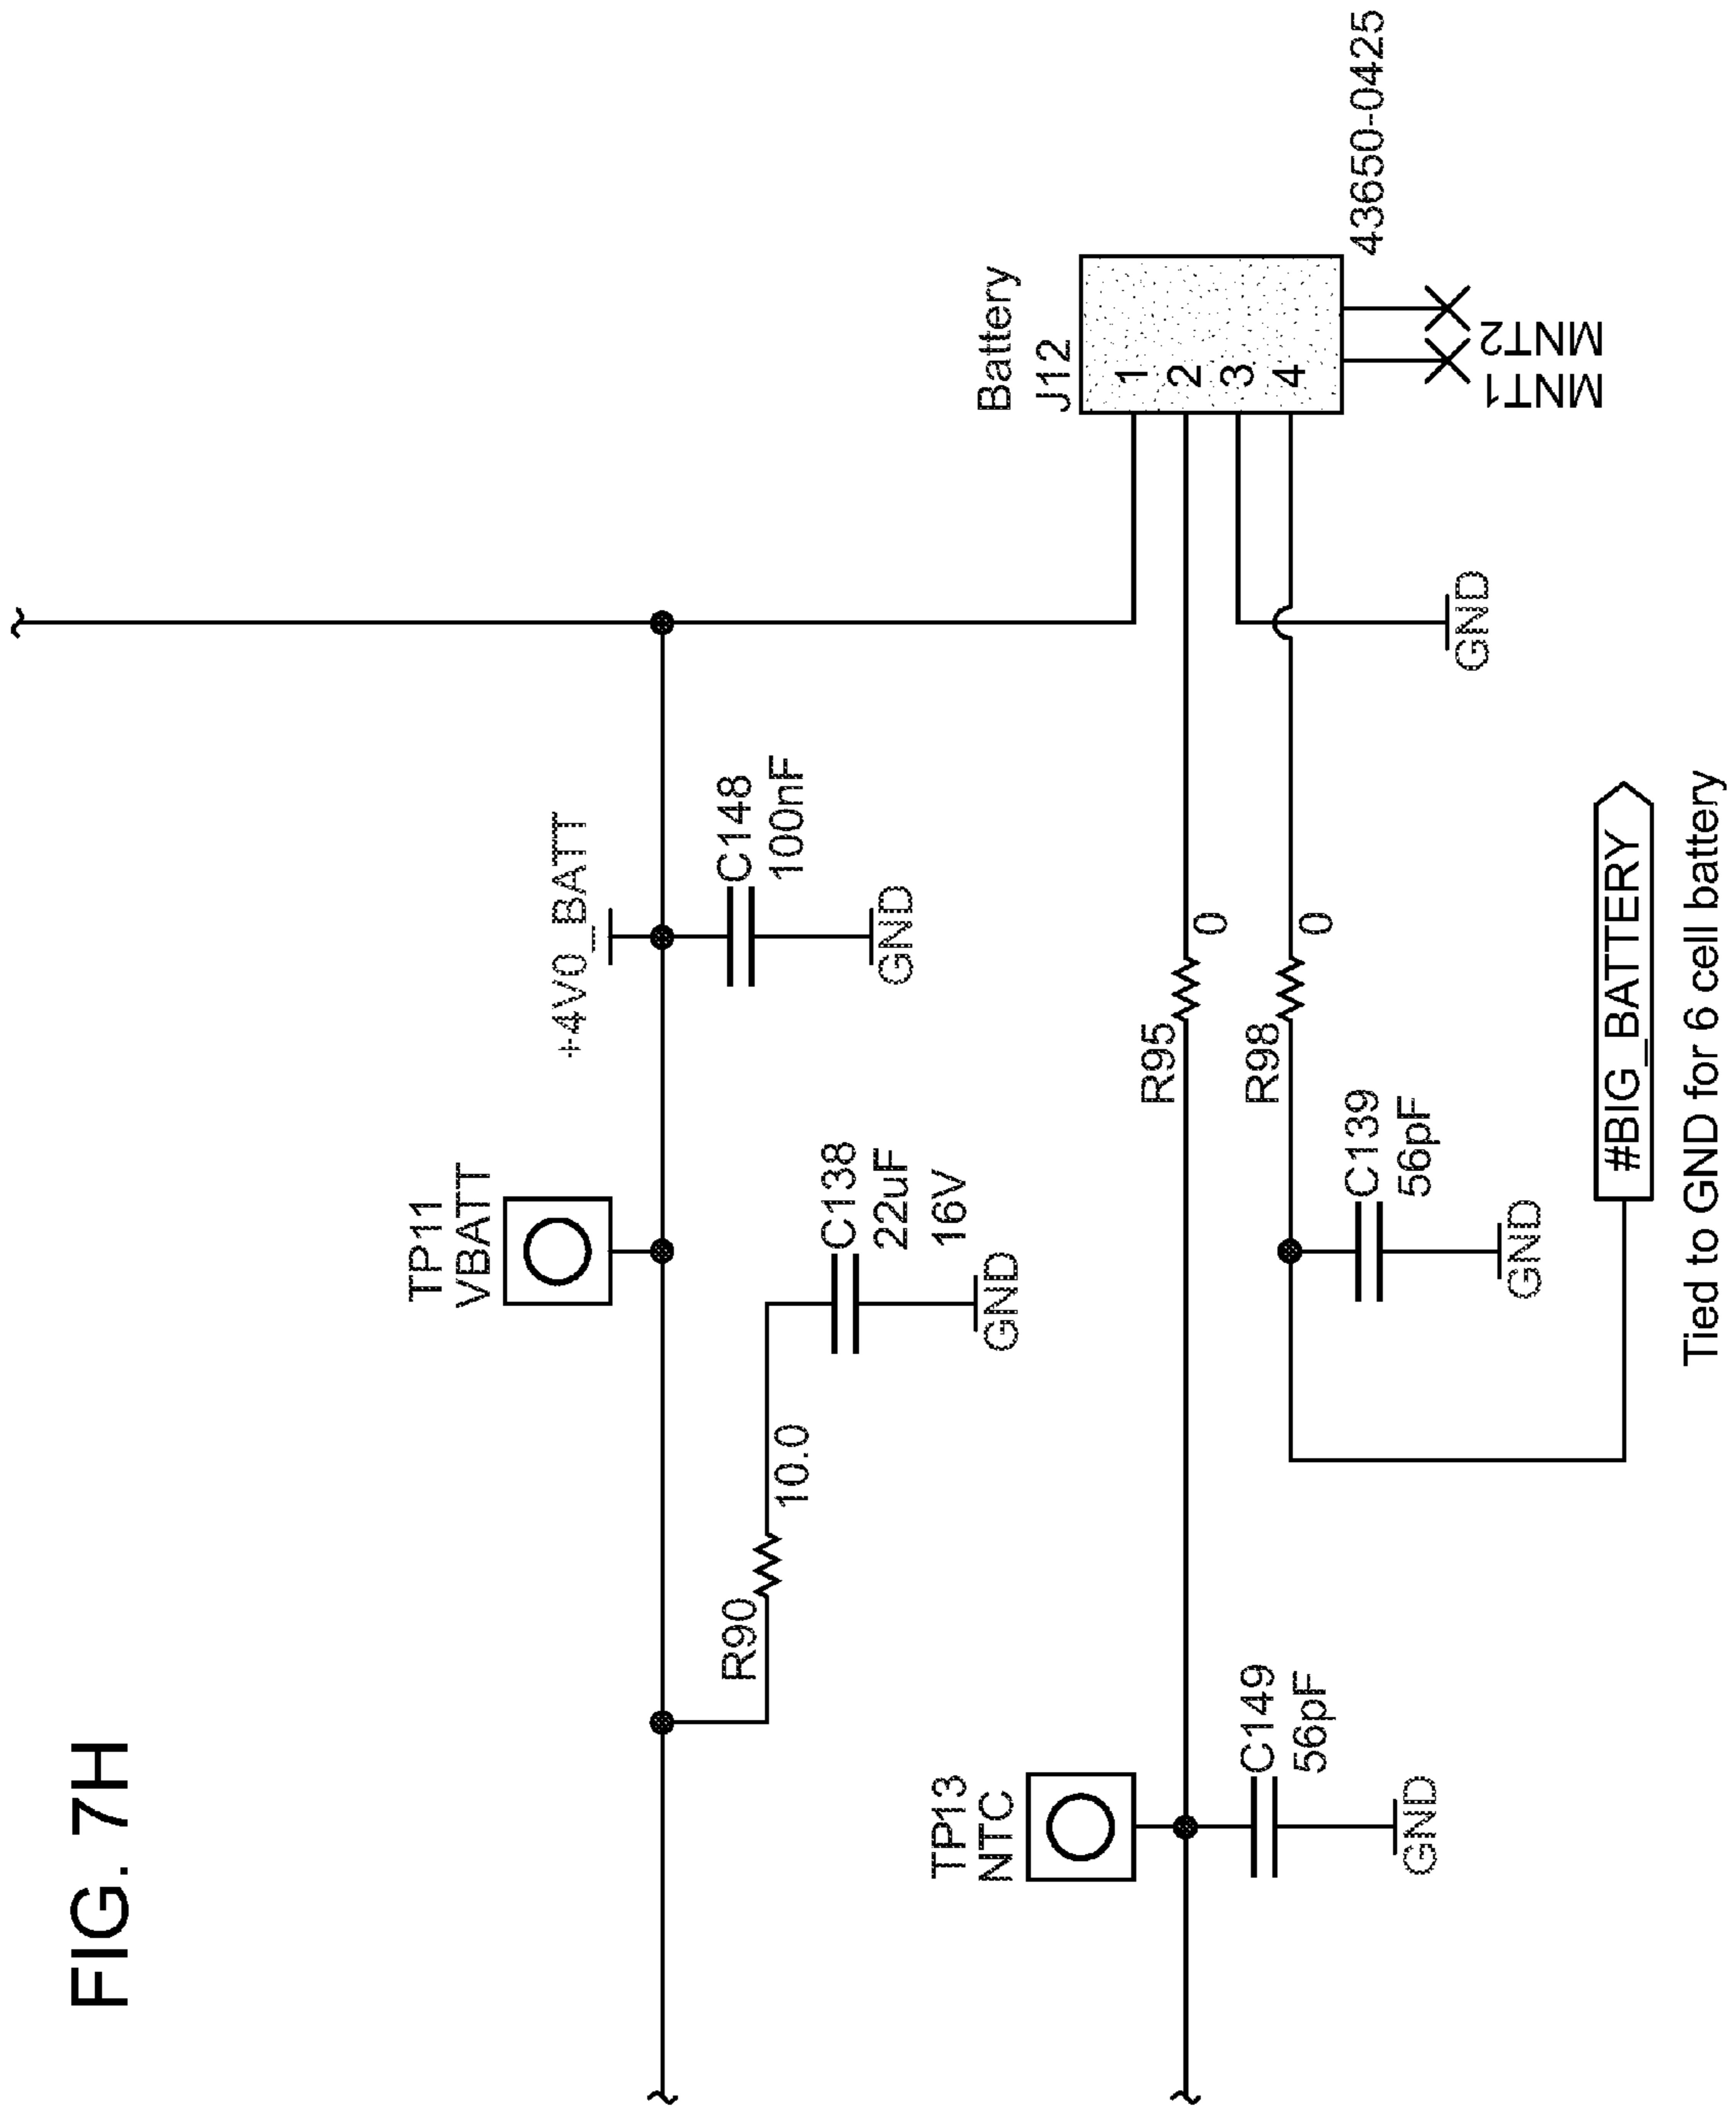 FIG. 7H
TP11
VBATT
+4V0_BATT
C148
100nF
GND
R90
10.0
C138
22uF
16V
GND
Battery
J12
1
2
3
4
43650-0425
MNT1
MNT2
TP13
NTC
C149
56pF
GND
R95
0
R98
0
C139
56pF
GND
GND
#BIG_BATTERY
Tied to GND for 6 cell battery